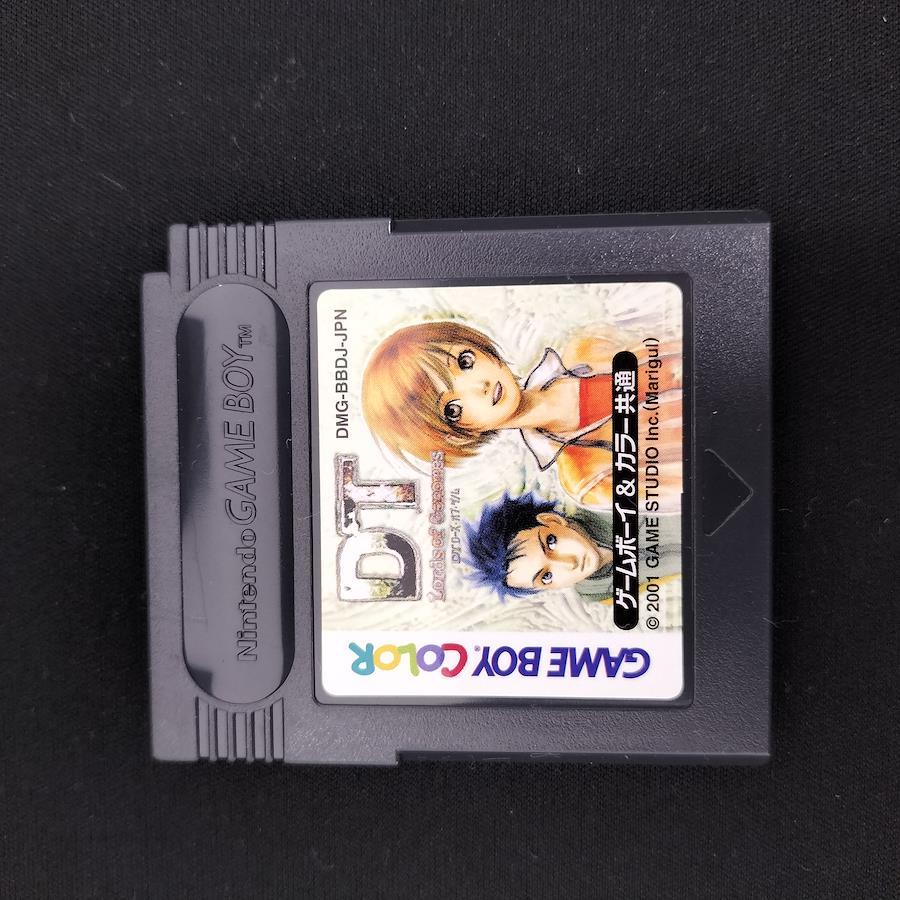 Nintendo GAME BOY™
DMG-BBDJ-JPN
DT
Lords of Genomes
GAME BOY COLOR®
ゲームボーイ & カラー 共通
© 2001 GAME STUDIO Inc.(Marigul)